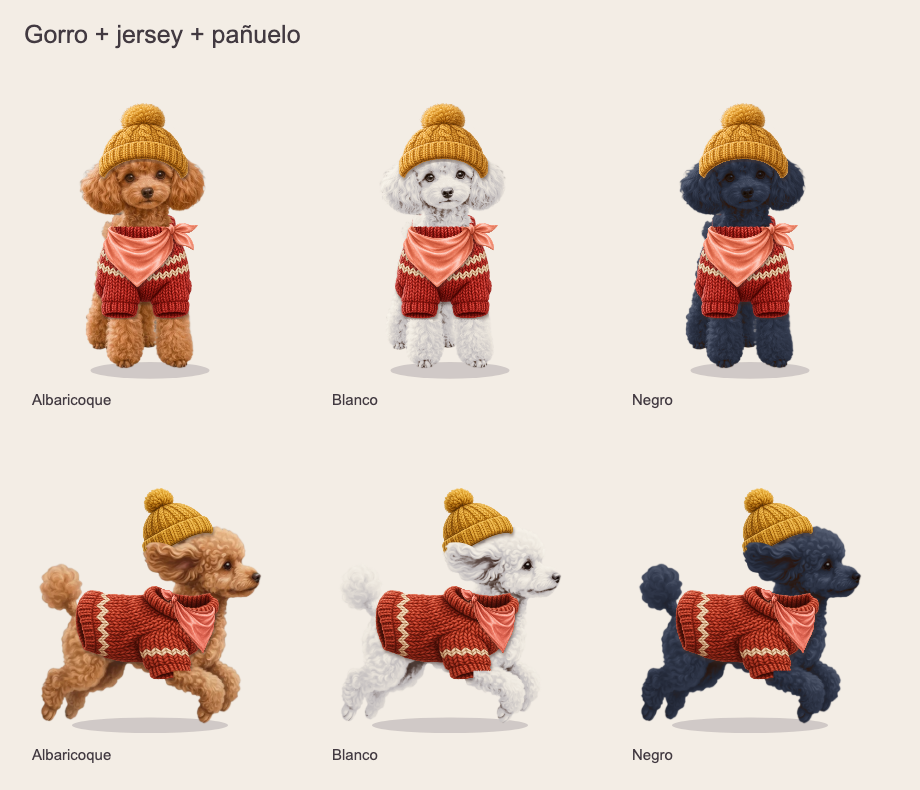 Gorro + jersey + pañuelo
Albaricoque
Blanco
Negro
Albaricoque
Blanco
Negro